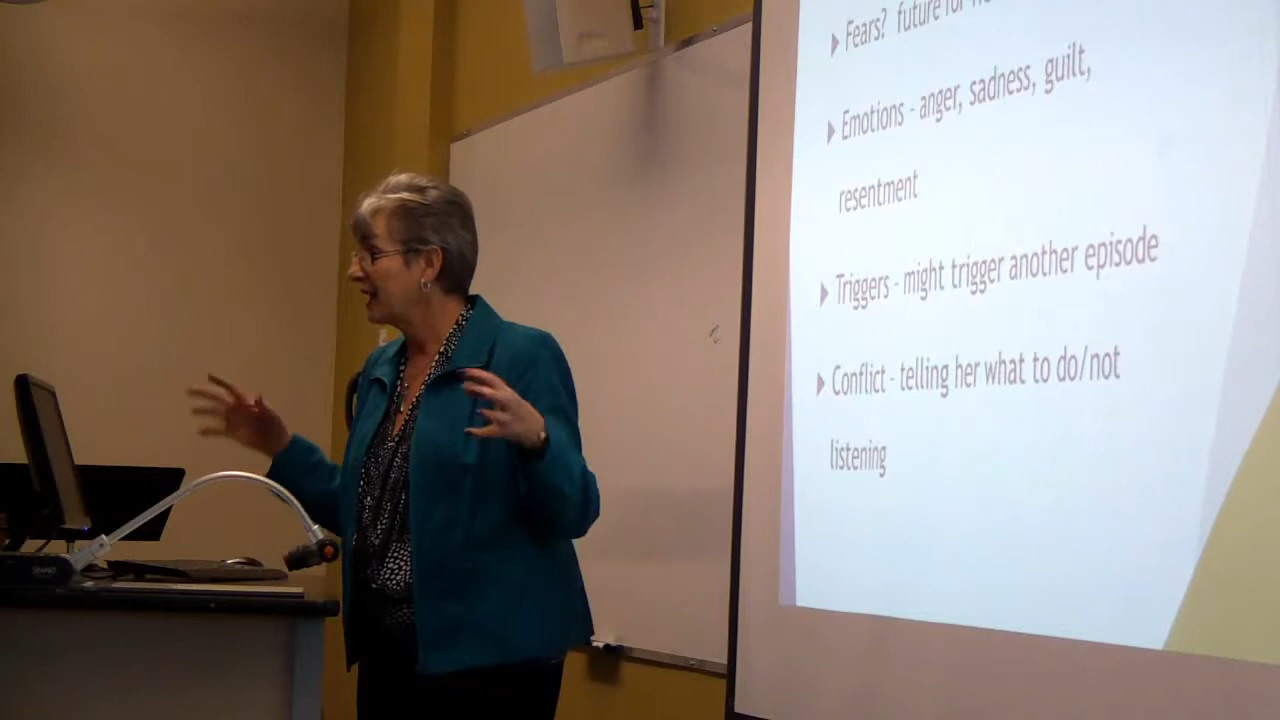 Fears? future for
Emotions - anger, sadness, guilt,
resentment
Triggers - might trigger another episode
Conflict - telling her what to do/not
listening